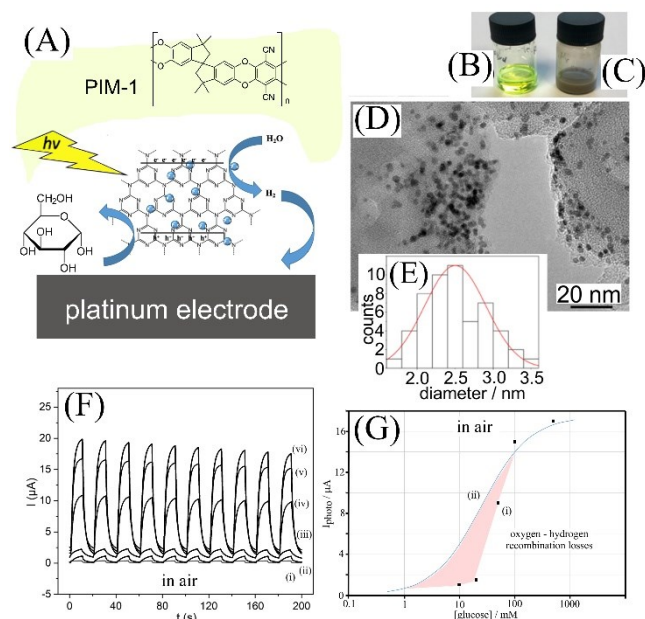 (A)
PIM-1
O
O
CN
O
O
CN
n
hν
e⁻ e⁻ e⁻ e⁻ e⁻ e⁻
H₂O
H₂
h⁺ h⁺ h⁺ h⁺ h⁺
CH₂OH
O
OH
OH
OH
OH
platinum electrode
(B)
(C)
(D)
20 nm
(E)
counts
10
8
6
4
2
0
2.0 2.5 3.0 3.5
diameter / nm
(F)
I (µA)
25
20
15
10
5
0
-5
(vi)
(v)
(iv)
(iii)
(ii)
(i)
in air
0 40 80 120 160 200
t (s)
(G)
in air
Iphoto / µA
16
12
8
4
0
(ii)
(i)
oxygen - hydrogen
recombination losses
0.1 1 10 100 1000
[glucose] / mM